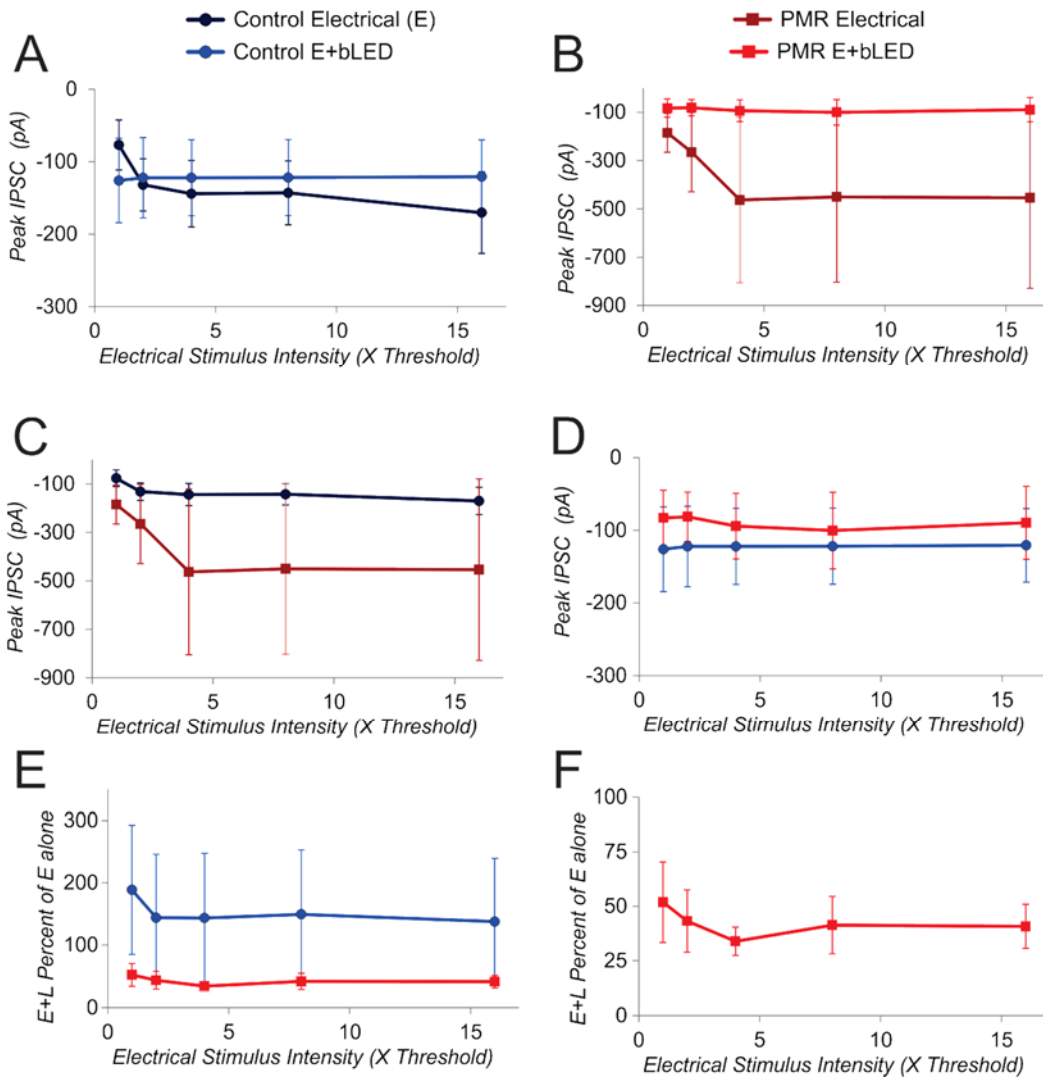 Control Electrical (E)
Control E+bLED
PMR Electrical
PMR E+bLED
A
0
-100
-200
-300
Peak IPSC (pA)
0 5 10 15
Electrical Stimulus Intensity (X Threshold)
B
-100
-300
-500
-700
-900
Peak IPSC (pA)
0 5 10 15
Electrical Stimulus Intensity (X Threshold)
C
-100
-300
-500
-700
-900
Peak IPSC (pA)
0 5 10 15
Electrical Stimulus Intensity (X Threshold)
D
0
-100
-200
-300
Peak IPSC (pA)
0 5 10 15
Electrical Stimulus Intensity (X Threshold)
E
300
200
100
0
E+L Percent of E alone
0 5 10 15
Electrical Stimulus Intensity (X Threshold)
F
100
75
50
25
0
E+L Percent of E alone
0 5 10 15
Electrical Stimulus Intensity (X Threshold)